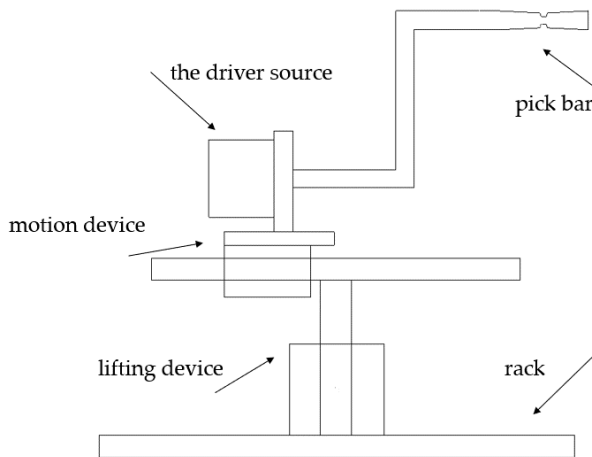 the driver source
pick bar
motion device
lifting device
rack